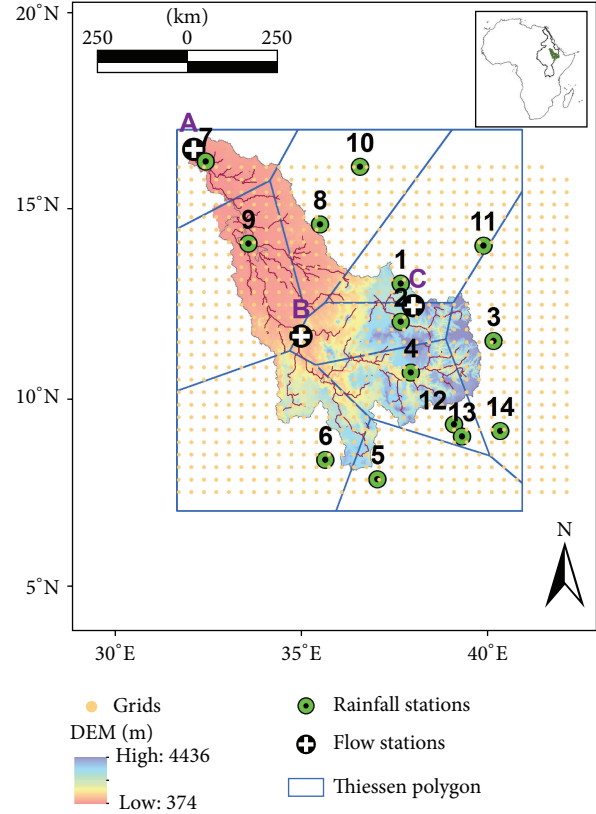 (km)
250 0 250
20°N
15°N
10°N
5°N
30°E 35°E 40°E
A
7
10
8
9
11
1
C
2
B
3
4
12
13
14
6
5
N
Grids
DEM (m)
High: 4436
Low: 374
Rainfall stations
Flow stations
Thiessen polygon